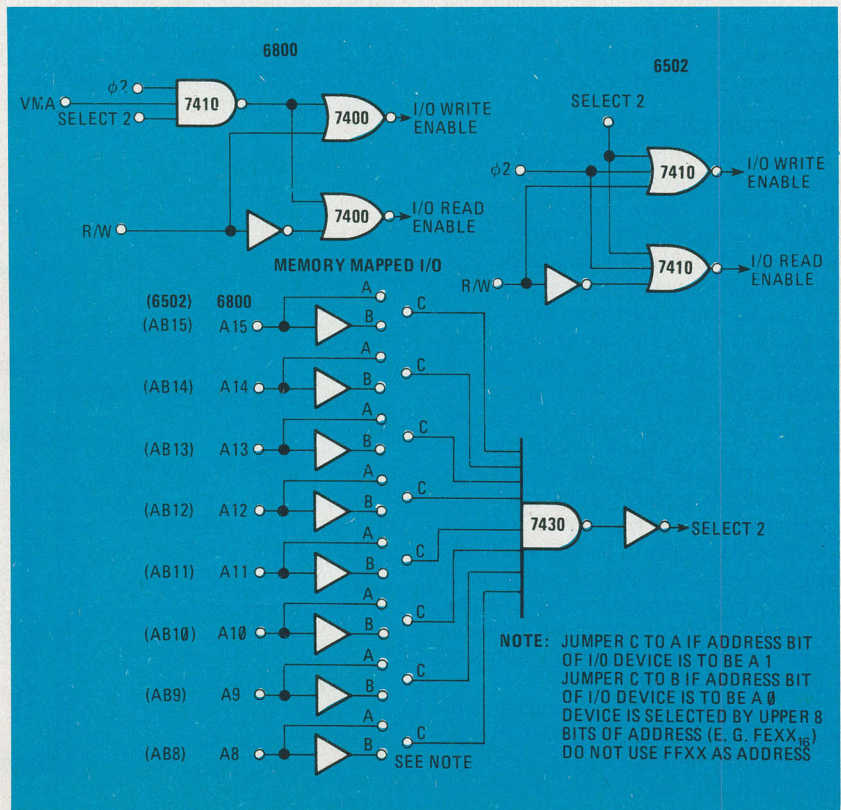 6800
6502
φ2
VMA
SELECT 2
7410
7400
I/O WRITE
ENABLE
7400
I/O READ
ENABLE
R/W
SELECT 2
φ2
7410
I/O WRITE
ENABLE
7410
I/O READ
ENABLE
R/W
MEMORY MAPPED I/O
(6502) 6800
(AB15) A15 A B C
(AB14) A14 A B C
(AB13) A13 A B C
(AB12) A12 A B C
(AB11) A11 A B C
(AB10) A10 A B C
(AB9) A9 A B C
(AB8) A8 A B C
SEE NOTE
7430
SELECT 2
NOTE: JUMPER C TO A IF ADDRESS BIT
OF I/O DEVICE IS TO BE A 1
JUMPER C TO B IF ADDRESS BIT
OF I/O DEVICE IS TO BE A 0
DEVICE IS SELECTED BY UPPER 8
BITS OF ADDRESS (E. G. FEXX₁₆)
DO NOT USE FFXX AS ADDRESS